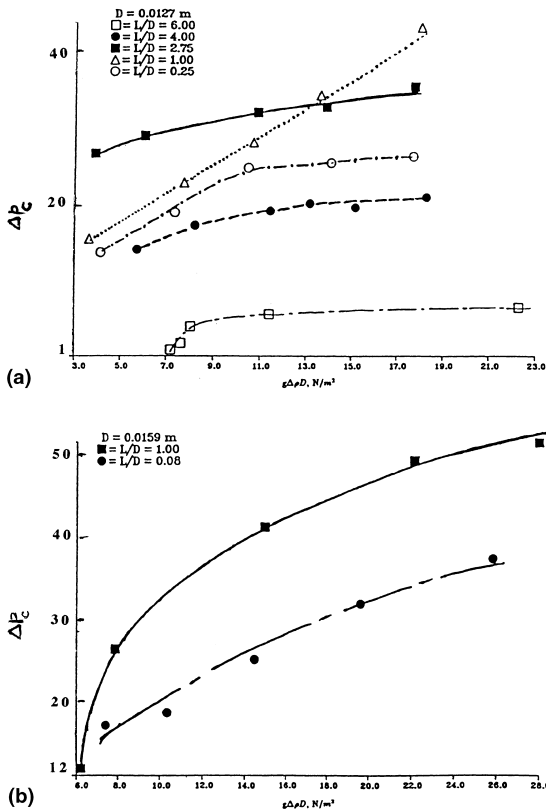 D = 0.0127 m
□ = L/D = 6.00
● = L/D = 4.00
■ = L/D = 2.75
△ = L/D = 1.00
○ = L/D = 0.25
40
20
1
Δp_c
3.0 5.0 7.0 9.0 11.0 13.0 15.0 17.0 19.0 21.0 23.0
gΔρD, N/m²
(a)
D = 0.0159 m
■ = L/D = 1.00
● = L/D = 0.08
50
40
30
20
12
Δp_c
6.0 8.0 10.0 12.0 14.0 16.0 18.0 20.0 22.0 24.0 26.0 28.0
gΔρD, N/m²
(b)